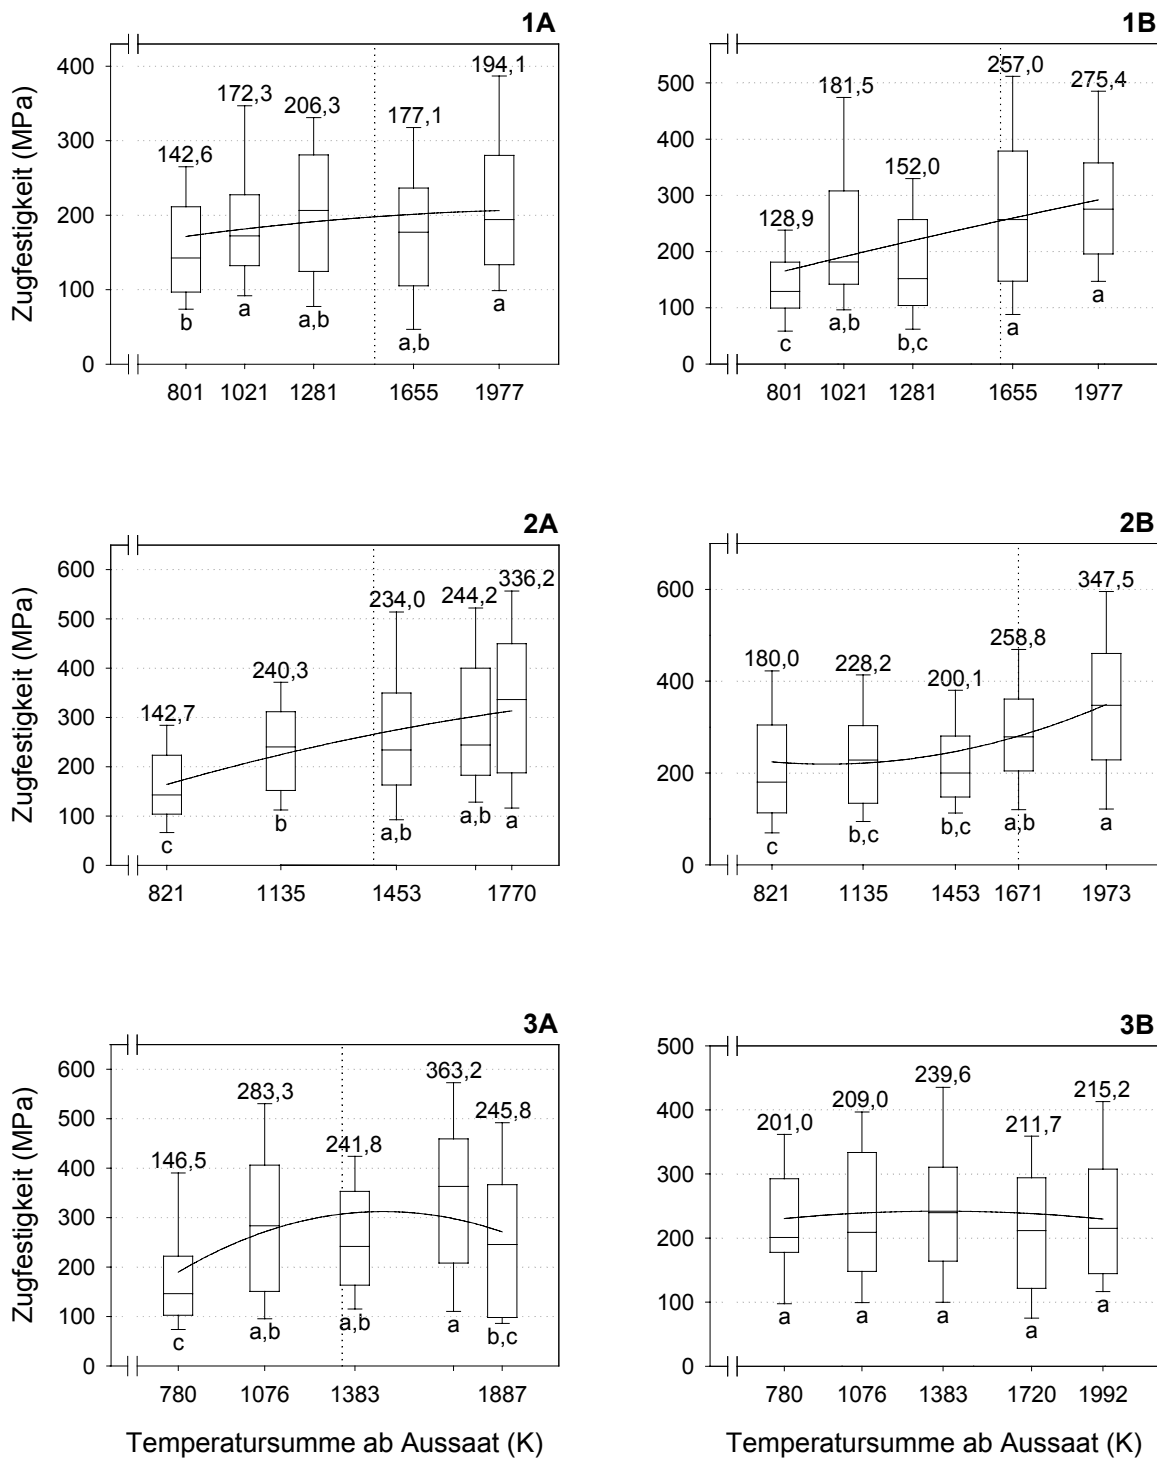 1A
Zugfestigkeit (MPa)
400
300
200
100
0
142,6
172,3
206,3
177,1
194,1
b
a
a,b
a,b
a
801 1021 1281 1655 1977
1B
500
400
300
200
100
0
128,9
181,5
152,0
257,0
275,4
c
a,b
b,c
a
a
801 1021 1281 1655 1977
2A
Zugfestigkeit (MPa)
600
500
400
300
200
100
0
142,7
240,3
234,0
244,2
336,2
c
b
a,b
a,b
a
821 1135 1453 1770
2B
600
400
200
0
180,0
228,2
200,1
258,8
347,5
c
b,c
b,c
a,b
a
821 1135 1453 1671 1973
3A
Zugfestigkeit (MPa)
600
500
400
300
200
100
0
146,5
283,3
241,8
363,2
245,8
c
a,b
a,b
a
b,c
780 1076 1383 1887
Temperatursumme ab Aussaat (K)
3B
500
400
300
200
100
0
201,0
209,0
239,6
211,7
215,2
a
a
a
a
a
780 1076 1383 1720 1992
Temperatursumme ab Aussaat (K)